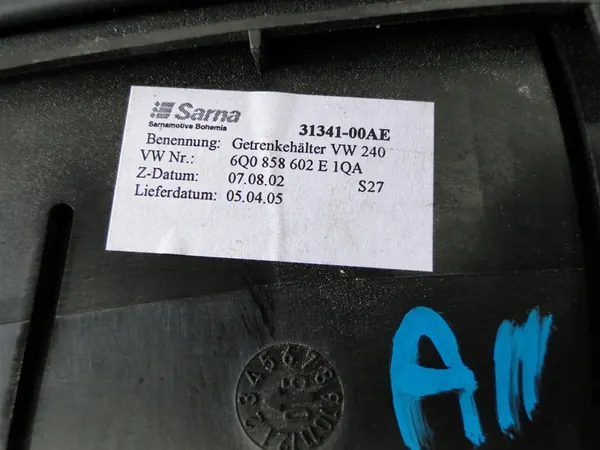 Sarna
Sarnamotive Bohemia
31341-00AE
Benennung: Getrenkehälter VW 240
VW Nr.: 6Q0 858 602 E 1QA
Z-Datum: 07.08.02 S27
Lieferdatum: 05.04.05
A11